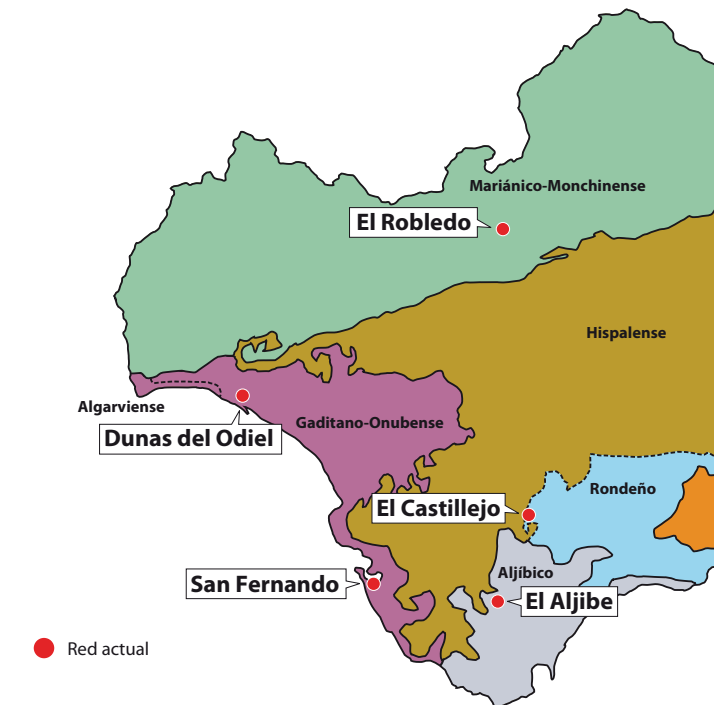 Mariánico-Monchinense
El Robledo
Hispalense
Algarviense
Gaditano-Onubense
Dunas del Odiel
Rondeño
El Castillejo
Aljíbico
San Fernando
El Aljibe
Red actual